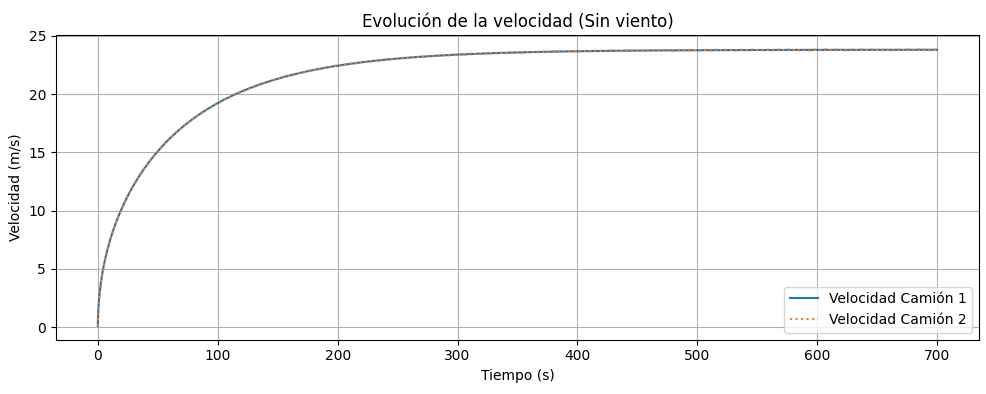 Evolución de la velocidad (Sin viento)
25
20
15
10
5
0
Velocidad (m/s)
Velocidad Camión 1
Velocidad Camión 2
0 100 200 300 400 500 600 700
Tiempo (s)